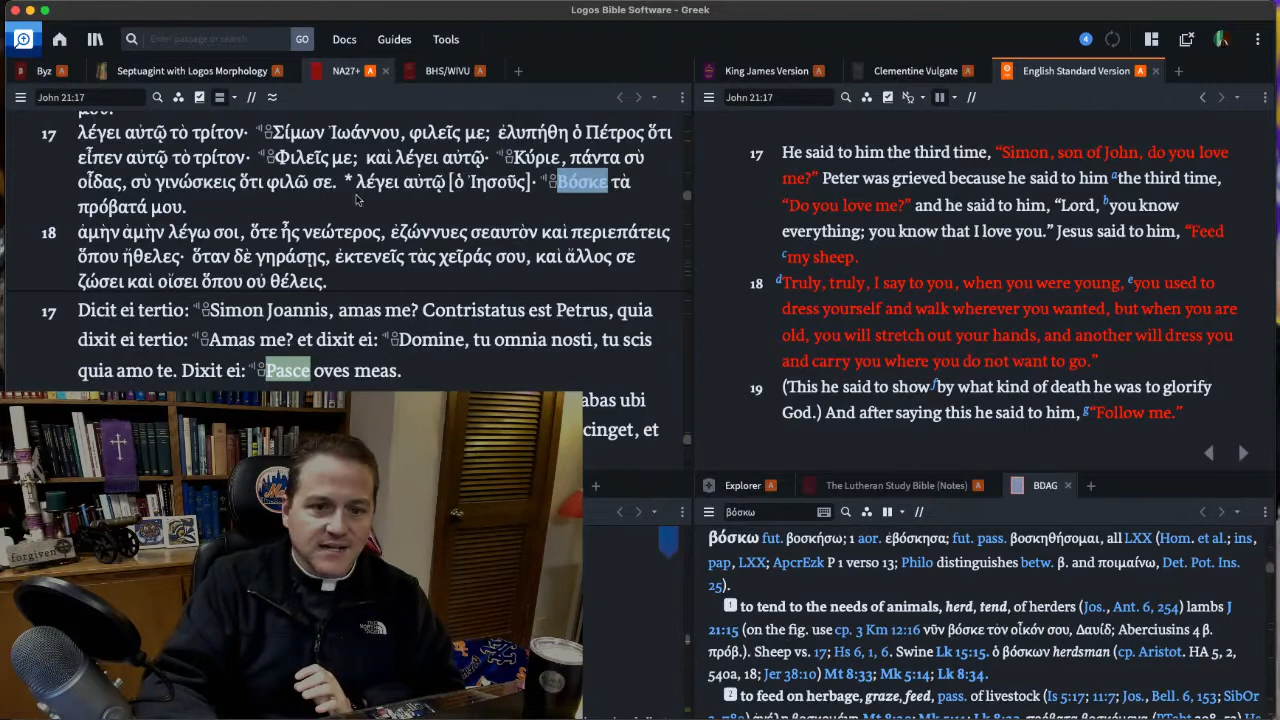 Logos Bible Software - Greek
Enter passage or search GO Docs Guides Tools 4
Byz A Septuagint with Logos Morphology A NA27+ A BHS/WIVU A
King James Version A Clementine Vulgate A English Standard Version A
John 21:17
John 21:17
μου.
17 λέγει αὐτῷ τὸ τρίτον· Σίμων Ἰωάννου, φιλεῖς με; ἐλυπήθη ὁ Πέτρος ὅτι
εἶπεν αὐτῷ τὸ τρίτον· Φιλεῖς με; καὶ λέγει αὐτῷ· Κύριε, πάντα σὺ
οἶδας, σὺ γινώσκεις ὅτι φιλῶ σε. * λέγει αὐτῷ [ὁ Ἰησοῦς]· Βόσκε τὰ
πρόβατά μου.
18 ἀμὴν ἀμὴν λέγω σοι, ὅτε ἦς νεώτερος, ἐζώννυες σεαυτὸν καὶ περιεπάτεις
ὅπου ἤθελες· ὅταν δὲ γηράσῃς, ἐκτενεῖς τὰς χεῖράς σου, καὶ ἄλλος σε
ζώσει καὶ οἴσει ὅπου οὐ θέλεις.
17 Dicit ei tertio: Simon Joannis, amas me? Contristatus est Petrus, quia
dixit ei tertio: Amas me? et dixit ei: Domine, tu omnia nosti, tu scis
quia amo te. Dixit ei: Pasce oves meas.
abas ubi
cinget, et
17 He said to him the third time, “Simon, son of John, do you love
me?” Peter was grieved because he said to him a the third time,
“Do you love me?” and he said to him, “Lord, b you know
everything; you know that I love you.” Jesus said to him, “Feed
c my sheep.
18 d Truly, truly, I say to you, when you were young, e you used to
dress yourself and walk wherever you wanted, but when you are
old, you will stretch out your hands, and another will dress you
and carry you where you do not want to go.”
19 (This he said to show f by what kind of death he was to glorify
God.) And after saying this he said to him, g “Follow me.”
Explorer A The Lutheran Study Bible (Notes) A BDAG
βόσκω
βόσκω fut. βοσκήσω; 1 aor. ἐβόσκησα; fut. pass. βοσκηθήσομαι, all LXX (Hom. et al.; ins,
pap, LXX; ApcrEzk P 1 verso 13; Philo distinguishes betw. β. and ποιμαίνω, Det. Pot. Ins.
25).
1 to tend to the needs of animals, herd, tend, of herders (Jos., Ant. 6, 254) lambs J
21:15 (on the fig. use cp. 3 Km 12:16 νῦν βόσκε τὸν οἶκόν σου, Δαυίδ; Aberciusins 4 β.
πρόβ.). Sheep vs. 17; Hs 6, 1, 6. Swine Lk 15:15. ὁ βόσκων herdsman (cp. Aristot. HA 5, 2,
540a, 18; Jer 38:10) Mt 8:33; Mk 5:14; Lk 8:34.
2 to feed on herbage, graze, feed, pass. of livestock (Is 5:17; 11:7; Jos., Bell. 6, 153; SibOr
forgiven
THE NORTH FACE